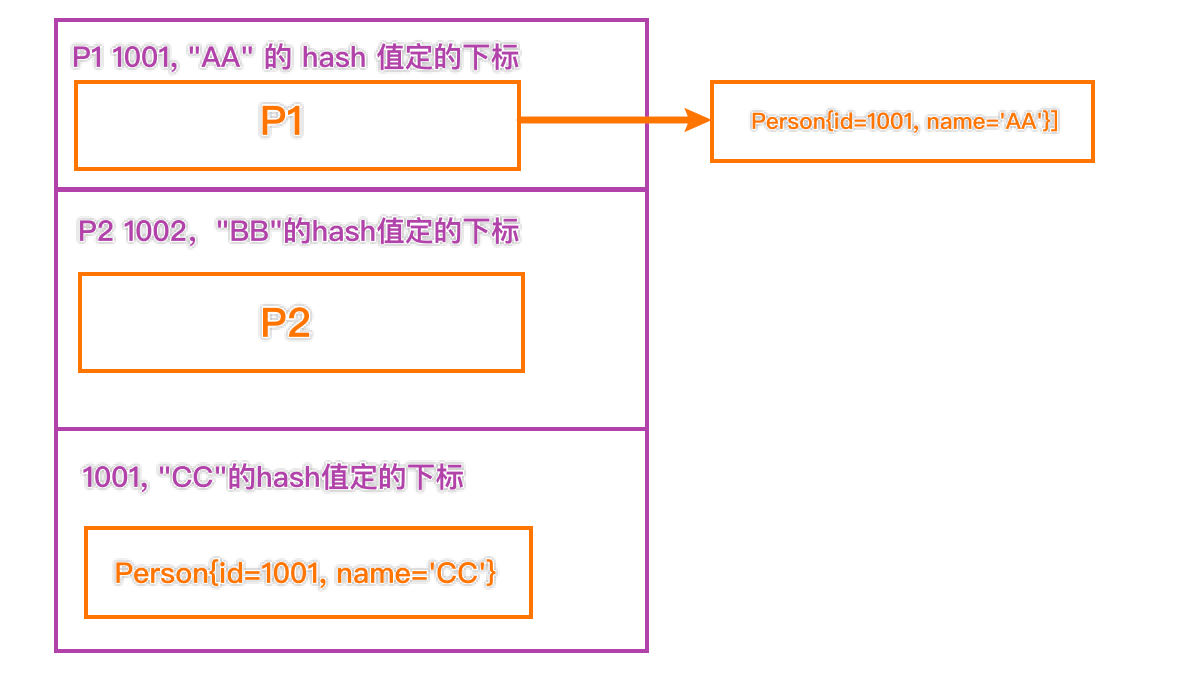 P1 1001, "AA" 的 hash 值定的下标
P1
Person{id=1001, name='AA'}]
P2 1002，"BB"的hash值定的下标
P2
1001, "CC"的hash值定的下标
Person{id=1001, name='CC'}